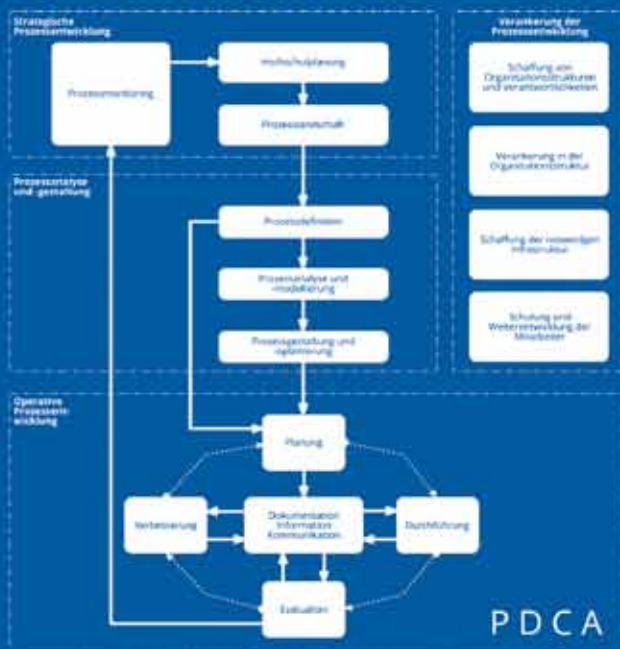 Strategische
Prozessentwicklung
Prozessmonitoring
Hochschulplanung
Prozesslandschaft
Verankerung der
Prozessentwicklung
Schaffung von
Organisationsstrukturen
und Verantwortlichkeiten
Verankerung in der
Organisationsstruktur
Schaffung der notwendigen
Infrastruktur
Schulung und
Weiterentwicklung der
Mitarbeiter
Prozessanalyse
und -gestaltung
Prozessdefinition
Prozessanalyse und
-modellierung
Prozessgestaltung und
-optimierung
Operative
Prozessent-
wicklung
Planung
Verbesserung
Dokumentation
Information
Kommunikation
Durchführung
Evaluation
PDCA